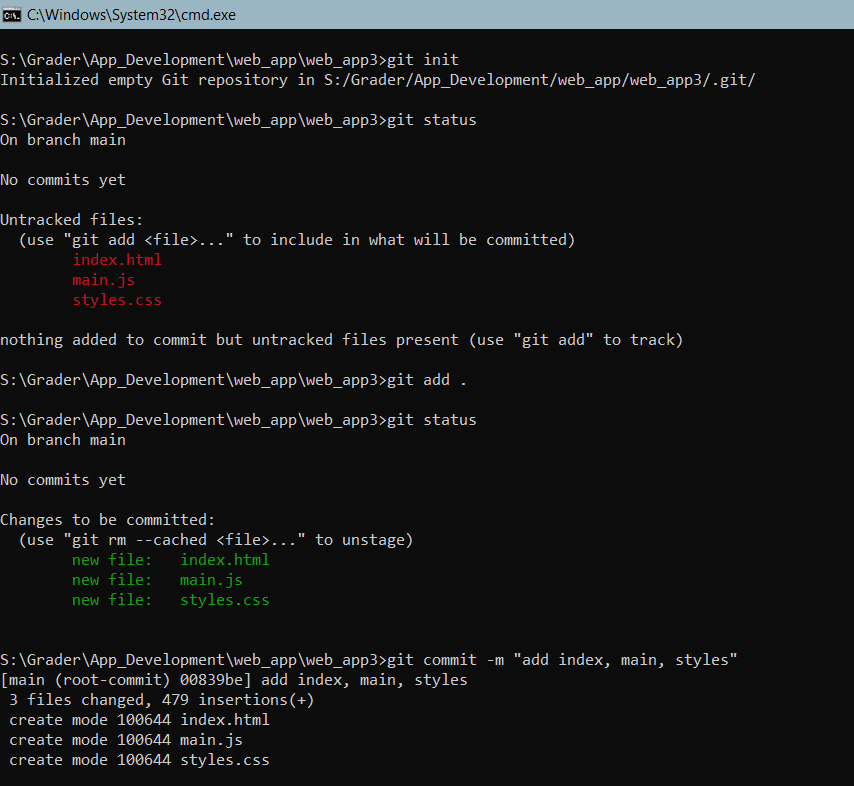 C:\Windows\System32\cmd.exe
S:\Grader\App_Development\web_app\web_app3>git init
Initialized empty Git repository in S:/Grader/App_Development/web_app/web_app3/.git/
S:\Grader\App_Development\web_app\web_app3>git status
On branch main
No commits yet
Untracked files:
  (use "git add <file>..." to include in what will be committed)
        index.html
        main.js
        styles.css
nothing added to commit but untracked files present (use "git add" to track)
S:\Grader\App_Development\web_app\web_app3>git add .
S:\Grader\App_Development\web_app\web_app3>git status
On branch main
No commits yet
Changes to be committed:
  (use "git rm --cached <file>..." to unstage)
        new file:   index.html
        new file:   main.js
        new file:   styles.css
S:\Grader\App_Development\web_app\web_app3>git commit -m "add index, main, styles"
[main (root-commit) 00839be] add index, main, styles
 3 files changed, 479 insertions(+)
 create mode 100644 index.html
 create mode 100644 main.js
 create mode 100644 styles.css